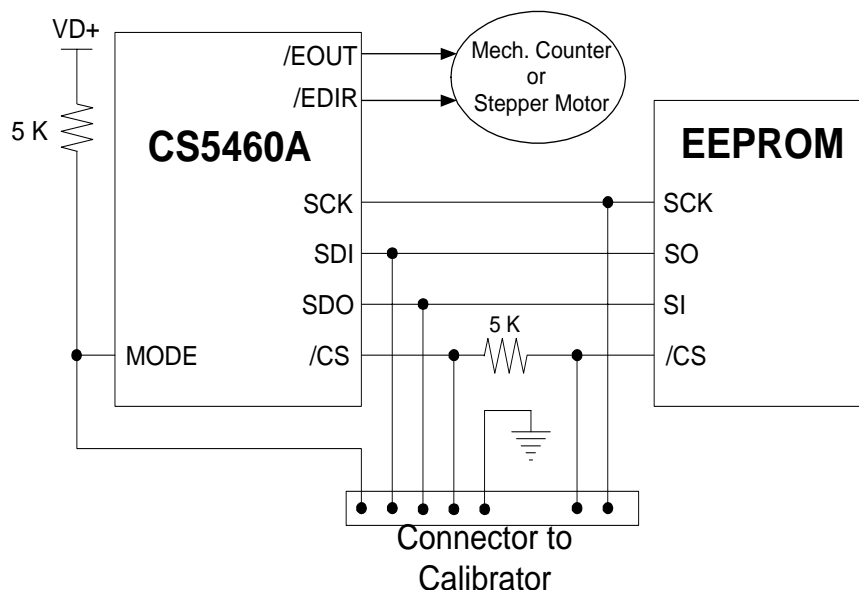 VD+
5 K
/EOUT
/EDIR
Mech. Counter
or
Stepper Motor
CS5460A
EEPROM
SCK
SDI
SDO
/CS
MODE
5 K
SCK
SO
SI
/CS
Connector to
Calibrator